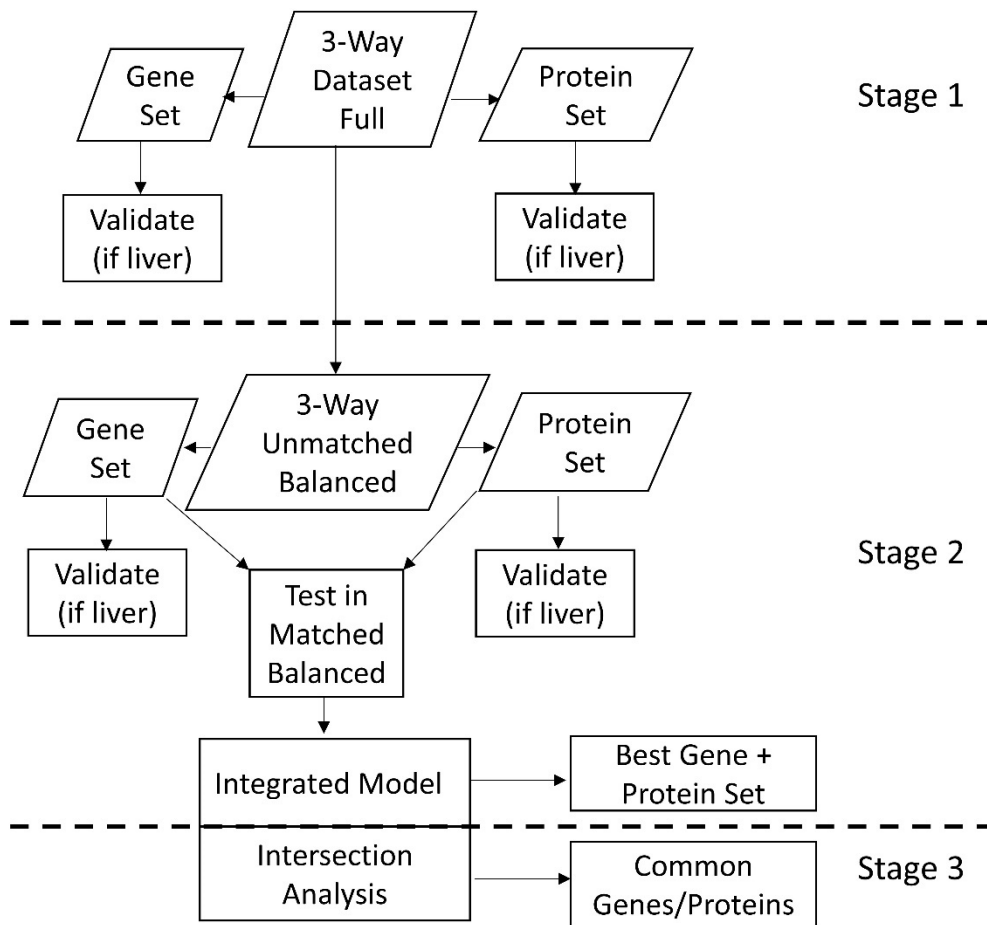 3-Way
Dataset
Full
Gene
Set
Protein
Set
Stage 1
Validate
(if liver)
Validate
(if liver)
3-Way
Unmatched
Balanced
Gene
Set
Protein
Set
Stage 2
Validate
(if liver)
Test in
Matched
Balanced
Validate
(if liver)
Integrated Model
Best Gene +
Protein Set
Intersection
Analysis
Common
Genes/Proteins
Stage 3